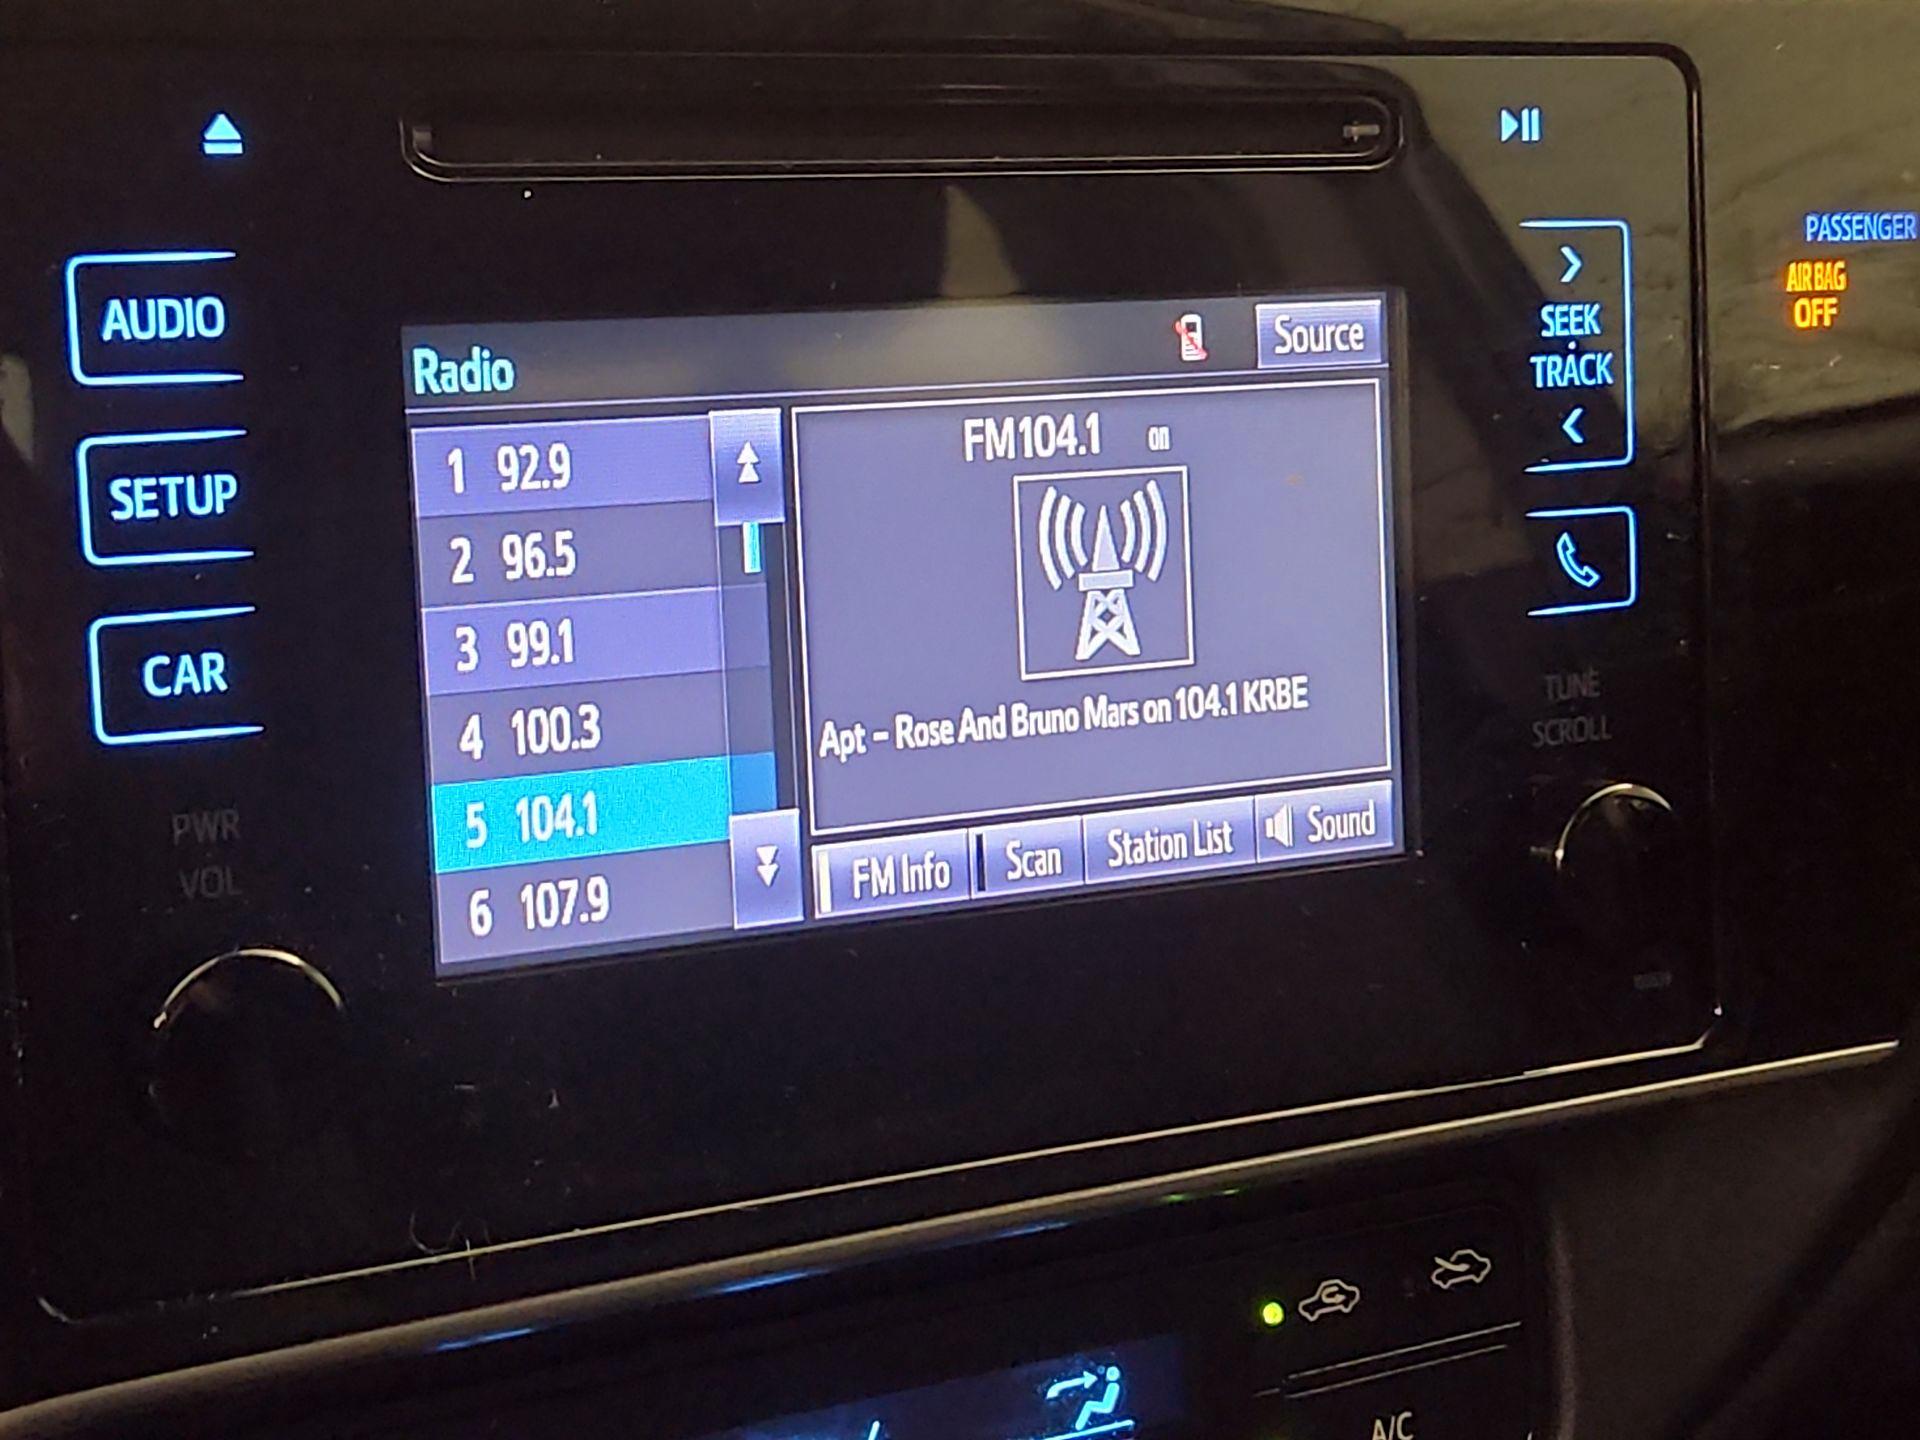 PASSENGER
AIR BAG
OFF
AUDIO
SETUP
CAR
PWR
VOL
Radio
Source
1 92.9
2 96.5
3 99.1
4 100.3
5 104.1
6 107.9
FM104.1 on
Apt - Rose And Bruno Mars on 104.1 KRBE
FM Info
Scan
Station List
Sound
SEEK
TRACK
TUNE
SCROLL
A/C